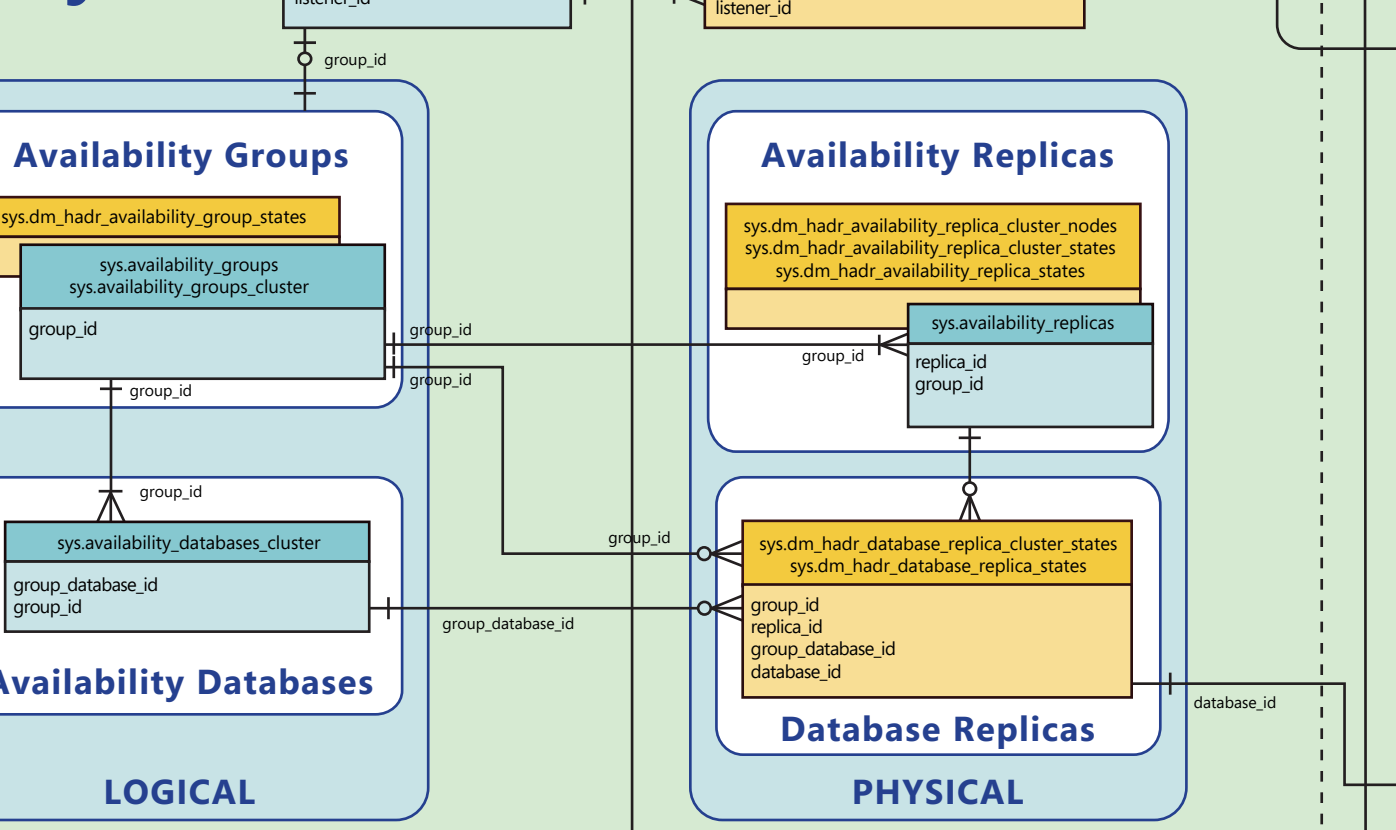 listener_id
listener_id
group_id
Availability Groups
sys.dm_hadr_availability_group_states
sys.availability_groups
sys.availability_groups_cluster
group_id
group_id
group_id
group_id
group_id
sys.availability_databases_cluster
group_database_id
group_id
Availability Databases
LOGICAL
group_database_id
group_id
Availability Replicas
sys.dm_hadr_availability_replica_cluster_nodes
sys.dm_hadr_availability_replica_cluster_states
sys.dm_hadr_availability_replica_states
sys.availability_replicas
group_id
replica_id
group_id
sys.dm_hadr_database_replica_cluster_states
sys.dm_hadr_database_replica_states
group_id
replica_id
group_database_id
database_id
Database Replicas
PHYSICAL
database_id